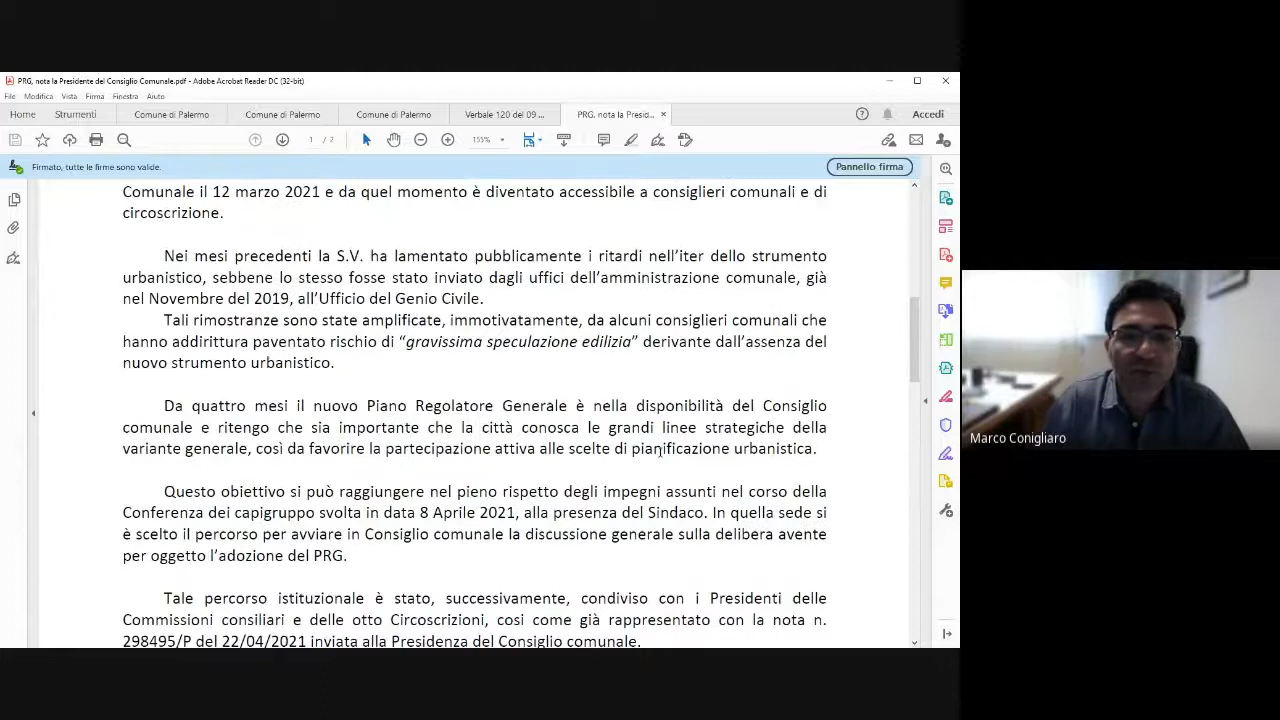 PRG, nota la Presidente del Consiglio Comunale.pdf - Adobe Acrobat Reader DC (32-bit)
File Modifica Vista Firma Finestra Aiuto
Home Strumenti Comune di Palermo Comune di Palermo Comune di Palermo Verbale 120 del 09 ... PRG, nota la Presid... Accedi
1 / 2 155%
Firmato, tutte le firme sono valide. Pannello firma
Comunale il 12 marzo 2021 e da quel momento è diventato accessibile a consiglieri comunali e di
circoscrizione.
Nei mesi precedenti la S.V. ha lamentato pubblicamente i ritardi nell’iter dello strumento
urbanistico, sebbene lo stesso fosse stato inviato dagli uffici dell’amministrazione comunale, già
nel Novembre del 2019, all’Ufficio del Genio Civile.
Tali rimostranze sono state amplificate, immotivatamente, da alcuni consiglieri comunali che
hanno addirittura paventato rischio di “gravissima speculazione edilizia” derivante dall’assenza del
nuovo strumento urbanistico.
Da quattro mesi il nuovo Piano Regolatore Generale è nella disponibilità del Consiglio
comunale e ritengo che sia importante che la città conosca le grandi linee strategiche della
variante generale, così da favorire la partecipazione attiva alle scelte di pianificazione urbanistica.
Questo obiettivo si può raggiungere nel pieno rispetto degli impegni assunti nel corso della
Conferenza dei capigruppo svolta in data 8 Aprile 2021, alla presenza del Sindaco. In quella sede si
è scelto il percorso per avviare in Consiglio comunale la discussione generale sulla delibera avente
per oggetto l’adozione del PRG.
Tale percorso istituzionale è stato, successivamente, condiviso con i Presidenti delle
Commissioni consiliari e delle otto Circoscrizioni, cosi come già rappresentato con la nota n.
298495/P del 22/04/2021 inviata alla Presidenza del Consiglio comunale.
Marco Conigliaro